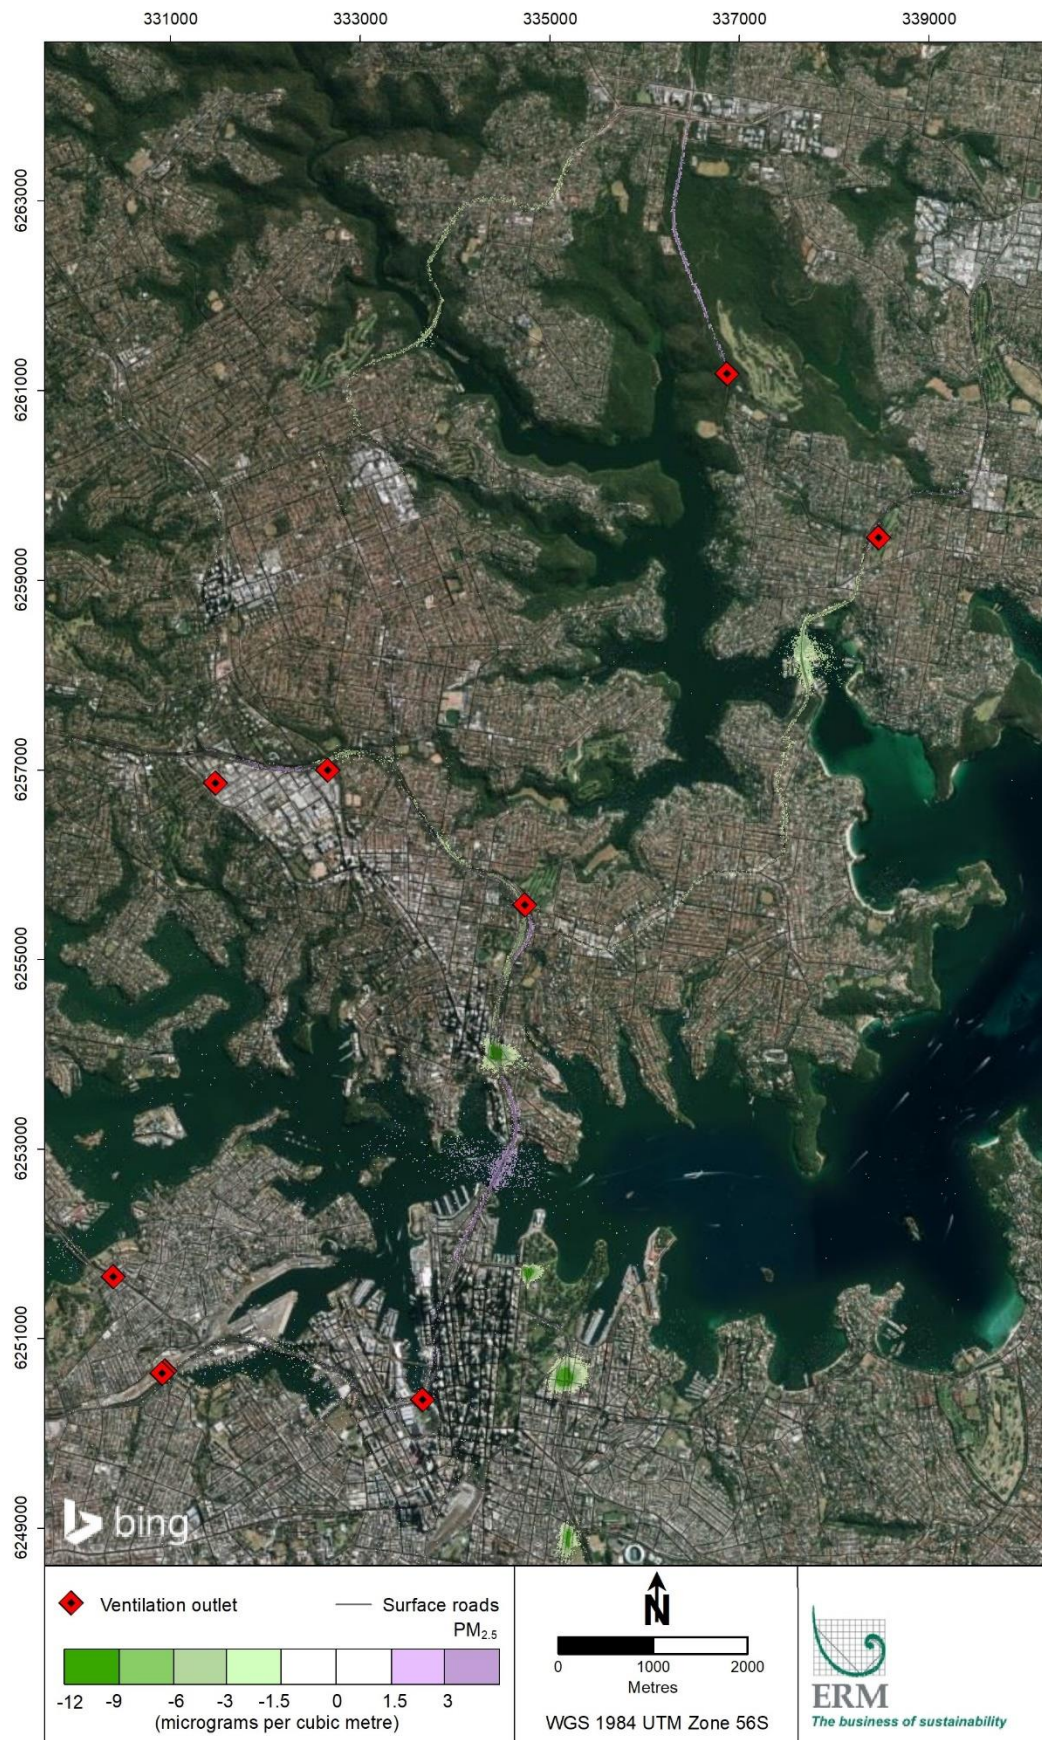 331000 333000 335000 337000 339000
6263000
6261000
6259000
6257000
6255000
6253000
6251000
6249000
bing
Ventilation outlet
Surface roads
PM2.5
-12 -9 -6 -3 -1.5 0 1.5 3
(micrograms per cubic metre)
N
0 1000 2000
Metres
WGS 1984 UTM Zone 56S
ERM
The business of sustainability